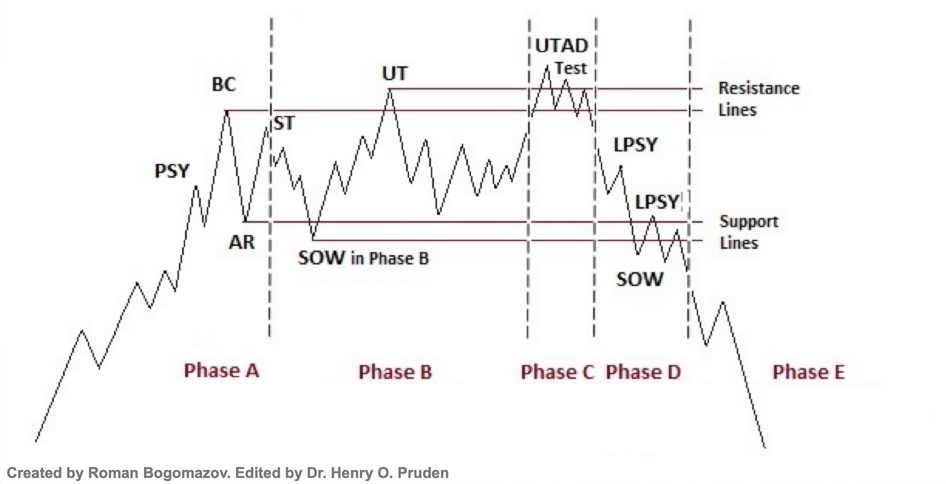 UTAD
Test
BC
UT
Resistance
Lines
ST
PSY
LPSY
LPSY
AR
Support
Lines
SOW in Phase B
SOW
Phase A
Phase B
Phase C
Phase D
Phase E
Created by Roman Bogomazov. Edited by Dr. Henry O. Pruden